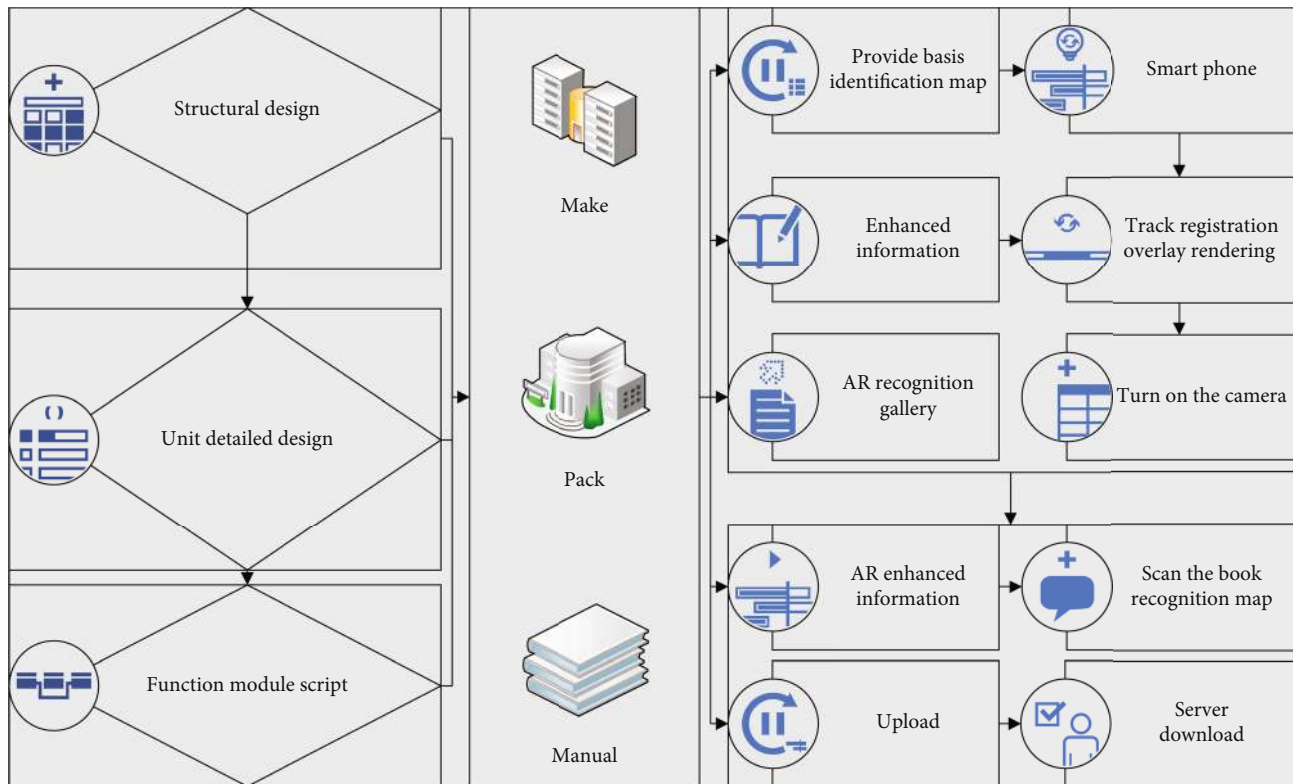 Structural design
Unit detailed design
Function module script
Make
Pack
Manual
Provide basis
identification map
Smart phone
Enhanced
information
Track registration
overlay rendering
AR recognition
gallery
Turn on the camera
AR enhanced
information
Scan the book
recognition map
Upload
Server
download